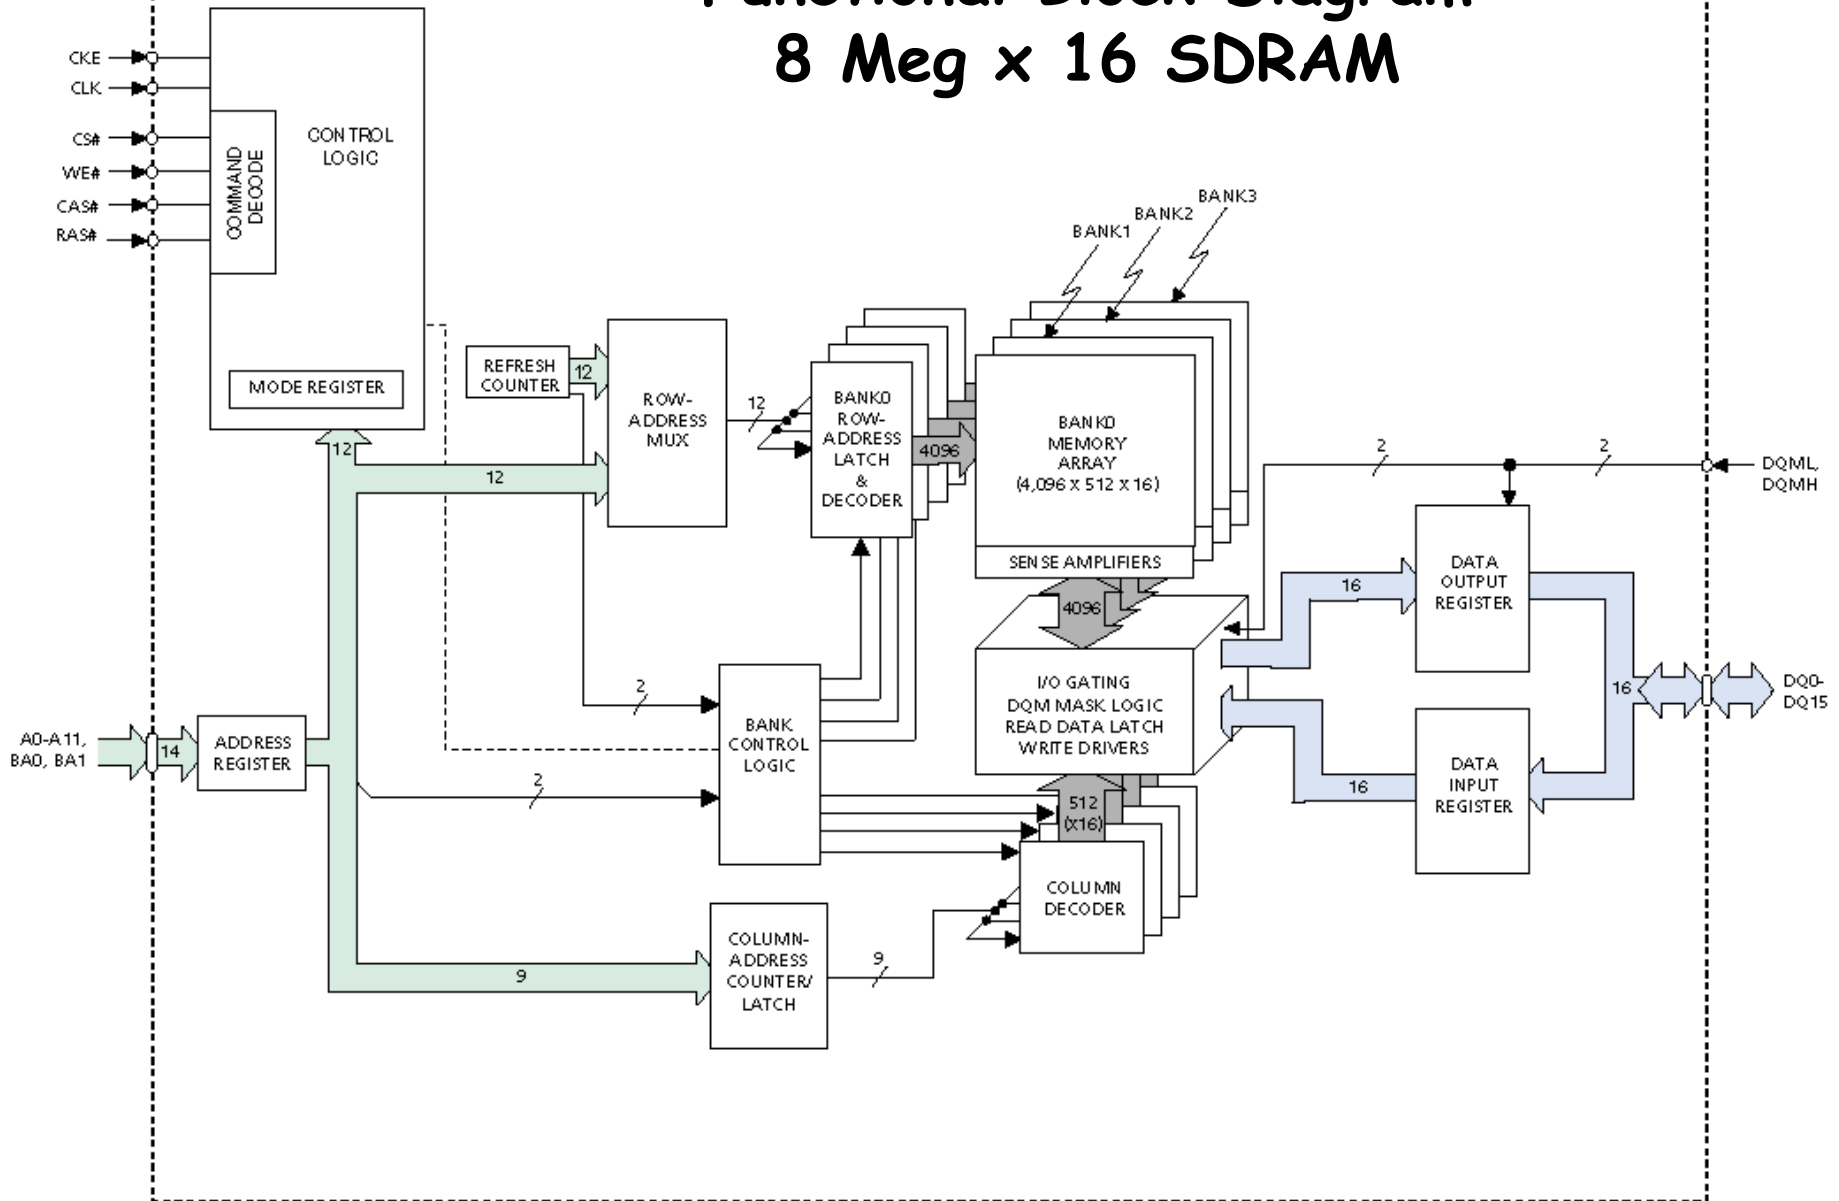 Functional Block Diagram
8 Meg x 16 SDRAM
CKE
CLK
CS#
WE#
CAS#
RAS#
COMMAND
DECODE
CONTROL
LOGIC
MODE REGISTER
12
REFRESH
COUNTER
12
12
ROW-
ADDRESS
MUX
12
BANK0
ROW-
ADDRESS
LATCH
&
DECODER
4096
BANK1
BANK2
BANK3
BANK0
MEMORY
ARRAY
(4,096 x 512 x 16)
SENSE AMPLIFIERS
4096
I/O GATING
DQM MASK LOGIC
READ DATA LATCH
WRITE DRIVERS
2
2
DQML,
DQMH
16
DATA
OUTPUT
REGISTER
16
DQ0-
DQ15
16
DATA
INPUT
REGISTER
A0-A11,
BA0, BA1
14
ADDRESS
REGISTER
2
2
BANK
CONTROL
LOGIC
512
(x16)
COLUMN
DECODER
9
COLUMN-
ADDRESS
COUNTER/
LATCH
9